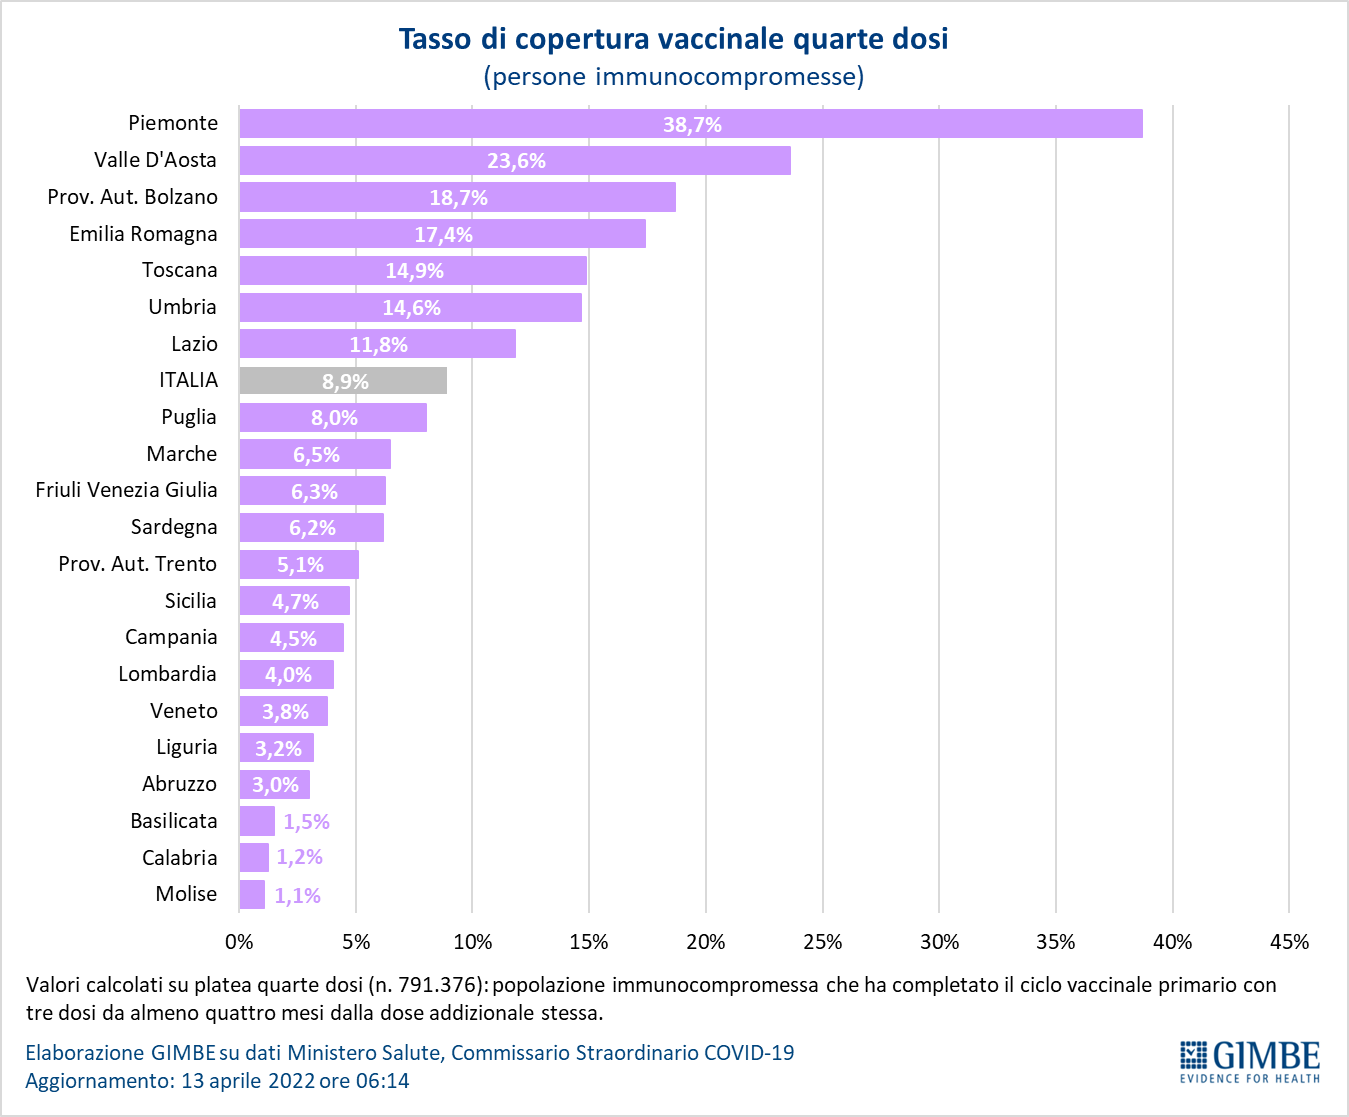 Tasso di copertura vaccinale quarte dosi
(persone immunocompromesse)
Piemonte 38,7%
Valle D'Aosta 23,6%
Prov. Aut. Bolzano 18,7%
Emilia Romagna 17,4%
Toscana 14,9%
Umbria 14,6%
Lazio 11,8%
ITALIA 8,9%
Puglia 8,0%
Marche 6,5%
Friuli Venezia Giulia 6,3%
Sardegna 6,2%
Prov. Aut. Trento 5,1%
Sicilia 4,7%
Campania 4,5%
Lombardia 4,0%
Veneto 3,8%
Liguria 3,2%
Abruzzo 3,0%
Basilicata 1,5%
Calabria 1,2%
Molise 1,1%
0% 5% 10% 15% 20% 25% 30% 35% 40% 45%
Valori calcolati su platea quarte dosi (n. 791.376): popolazione immunocompromessa che ha completato il ciclo vaccinale primario con
tre dosi da almeno quattro mesi dalla dose addizionale stessa.
Elaborazione GIMBE su dati Ministero Salute, Commissario Straordinario COVID-19
Aggiornamento: 13 aprile 2022 ore 06:14
GIMBE
EVIDENCE FOR HEALTH